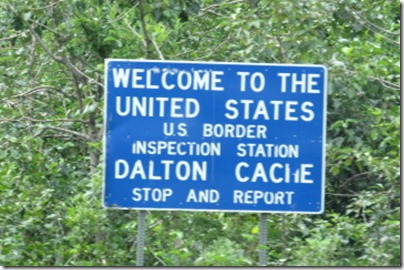 WELCOME TO THE
UNITED STATES
U.S. BORDER
INSPECTION STATION
DALTON CACHE
STOP AND REPORT